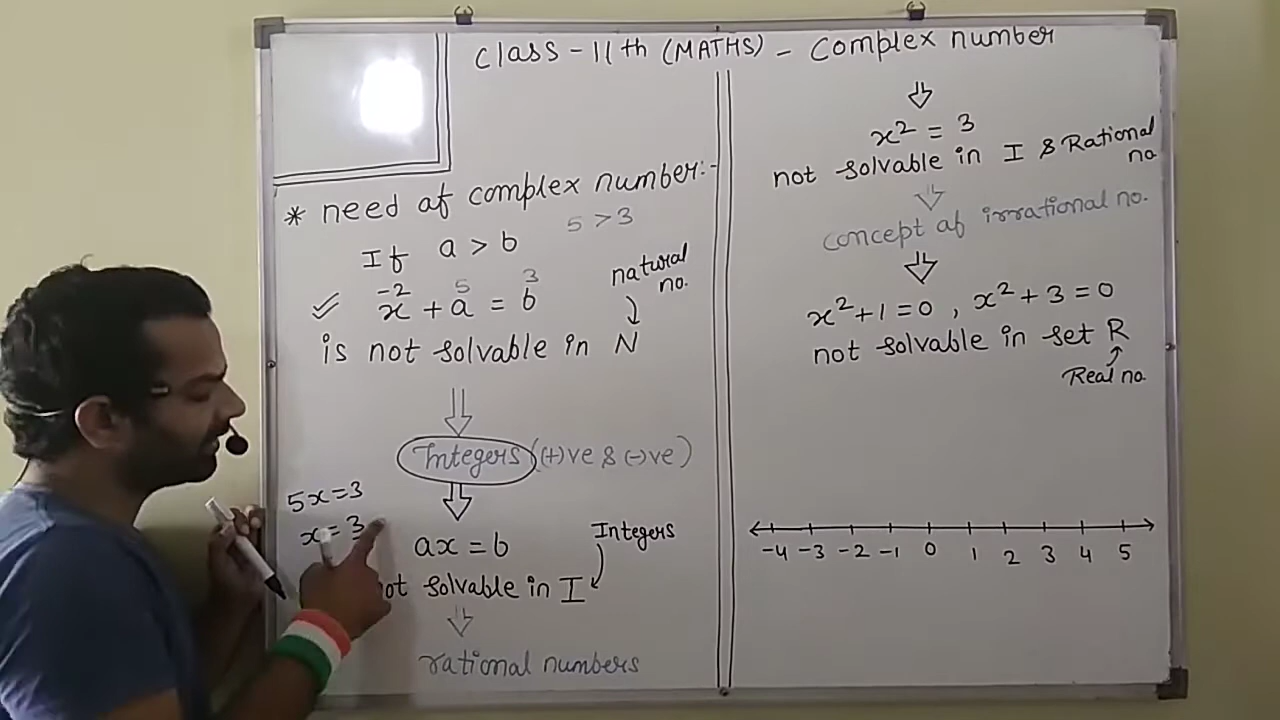 Class - 11th (MATHS) - Complex number
* need af complex number:-
If a > b
5 > 3
-2 5 3
x + a = b
natural
no.
is not solvable in N
Integers (+)ve & (-)ve)
5x = 3
x = 3
ax = b
Integers
solvable in I
rational numbers
x² = 3
not solvable in I & Rational
no
concept af irrational no.
x² + 1 = 0 , x² + 3 = 0
not solvable in set R
Real no.
-4 -3 -2 -1 0 1 2 3 4 5